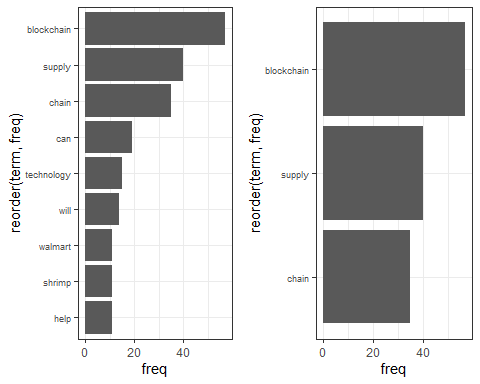 reorder(term, freq)
blockchain
supply
chain
can
technology
will
walmart
shrimp
help
0 20 40
freq
reorder(term, freq)
blockchain
supply
chain
0 20 40
freq